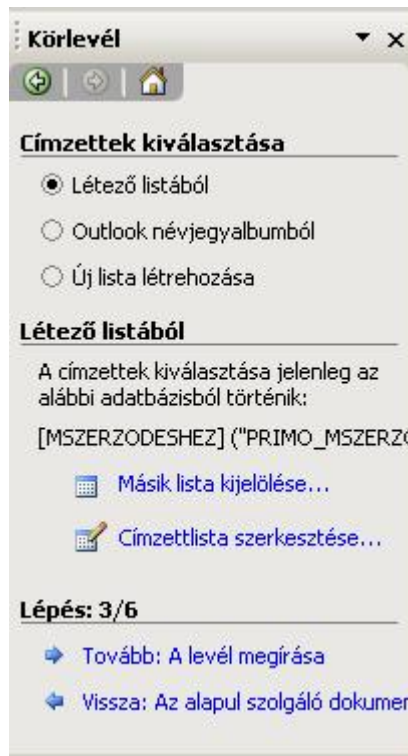 Körlevél
Címzettek kiválasztása
Létező listából
Outlook névjegyalbumból
Új lista létrehozása
Létező listából
A címzettek kiválasztása jelenleg az
alábbi adatbázisból történik:
[MSZERZODESHEZ] ("PRIMO_MSZERZ
Másik lista kijelölése...
Címzettlista szerkesztése...
Lépés: 3/6
Tovább: A levél megírása
Vissza: Az alapul szolgáló dokumen